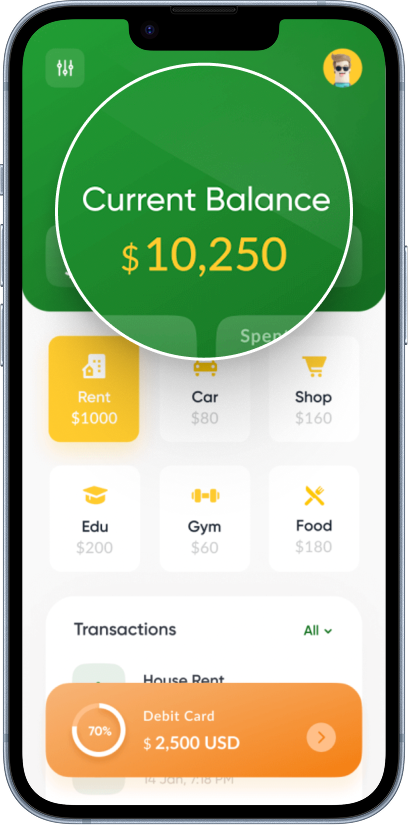 Current Balance
$10,250
Spent
Rent
$1000
Car
$80
Shop
$160
Edu
$200
Gym
$60
Food
$180
Transactions
All
House Rent
70%
Debit Card
$ 2,500 USD
14 Jan, 7:18 PM